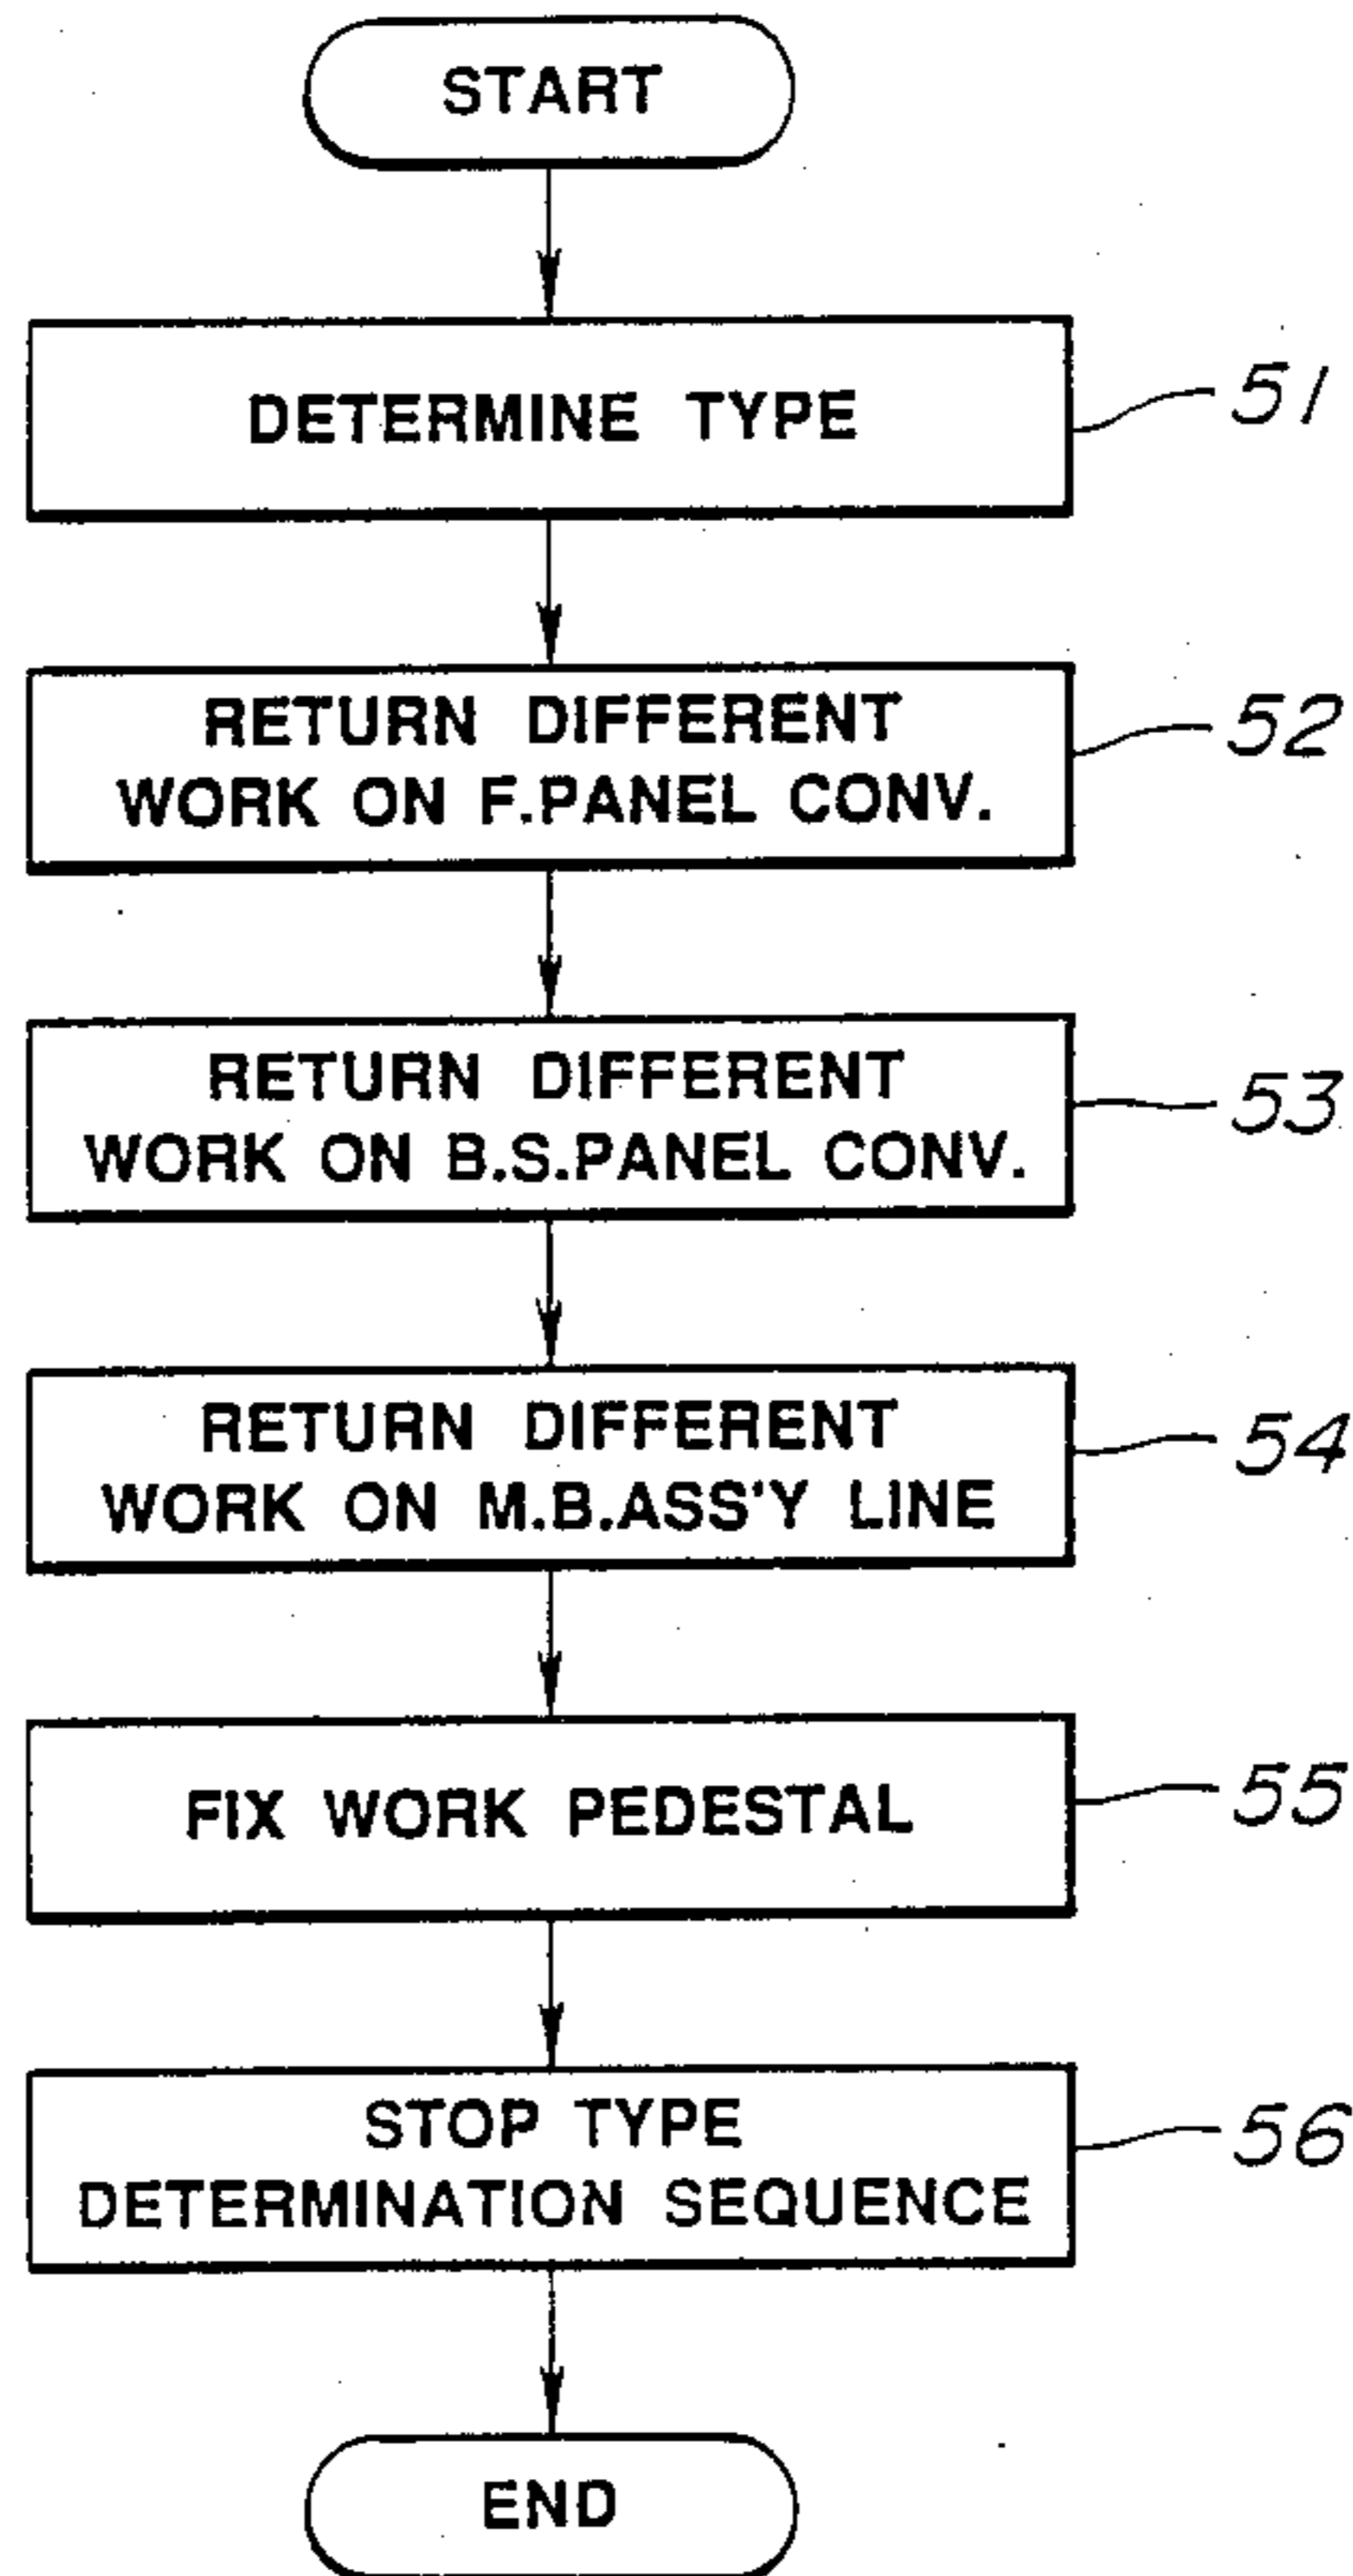 START
DETERMINE TYPE
51
RETURN DIFFERENT
WORK ON F.PANEL CONV.
52
RETURN DIFFERENT
WORK ON B.S.PANEL CONV.
53
RETURN DIFFERENT
WORK ON M.B.ASS'Y LINE
54
FIX WORK PEDESTAL
55
STOP TYPE
DETERMINATION SEQUENCE
56
END